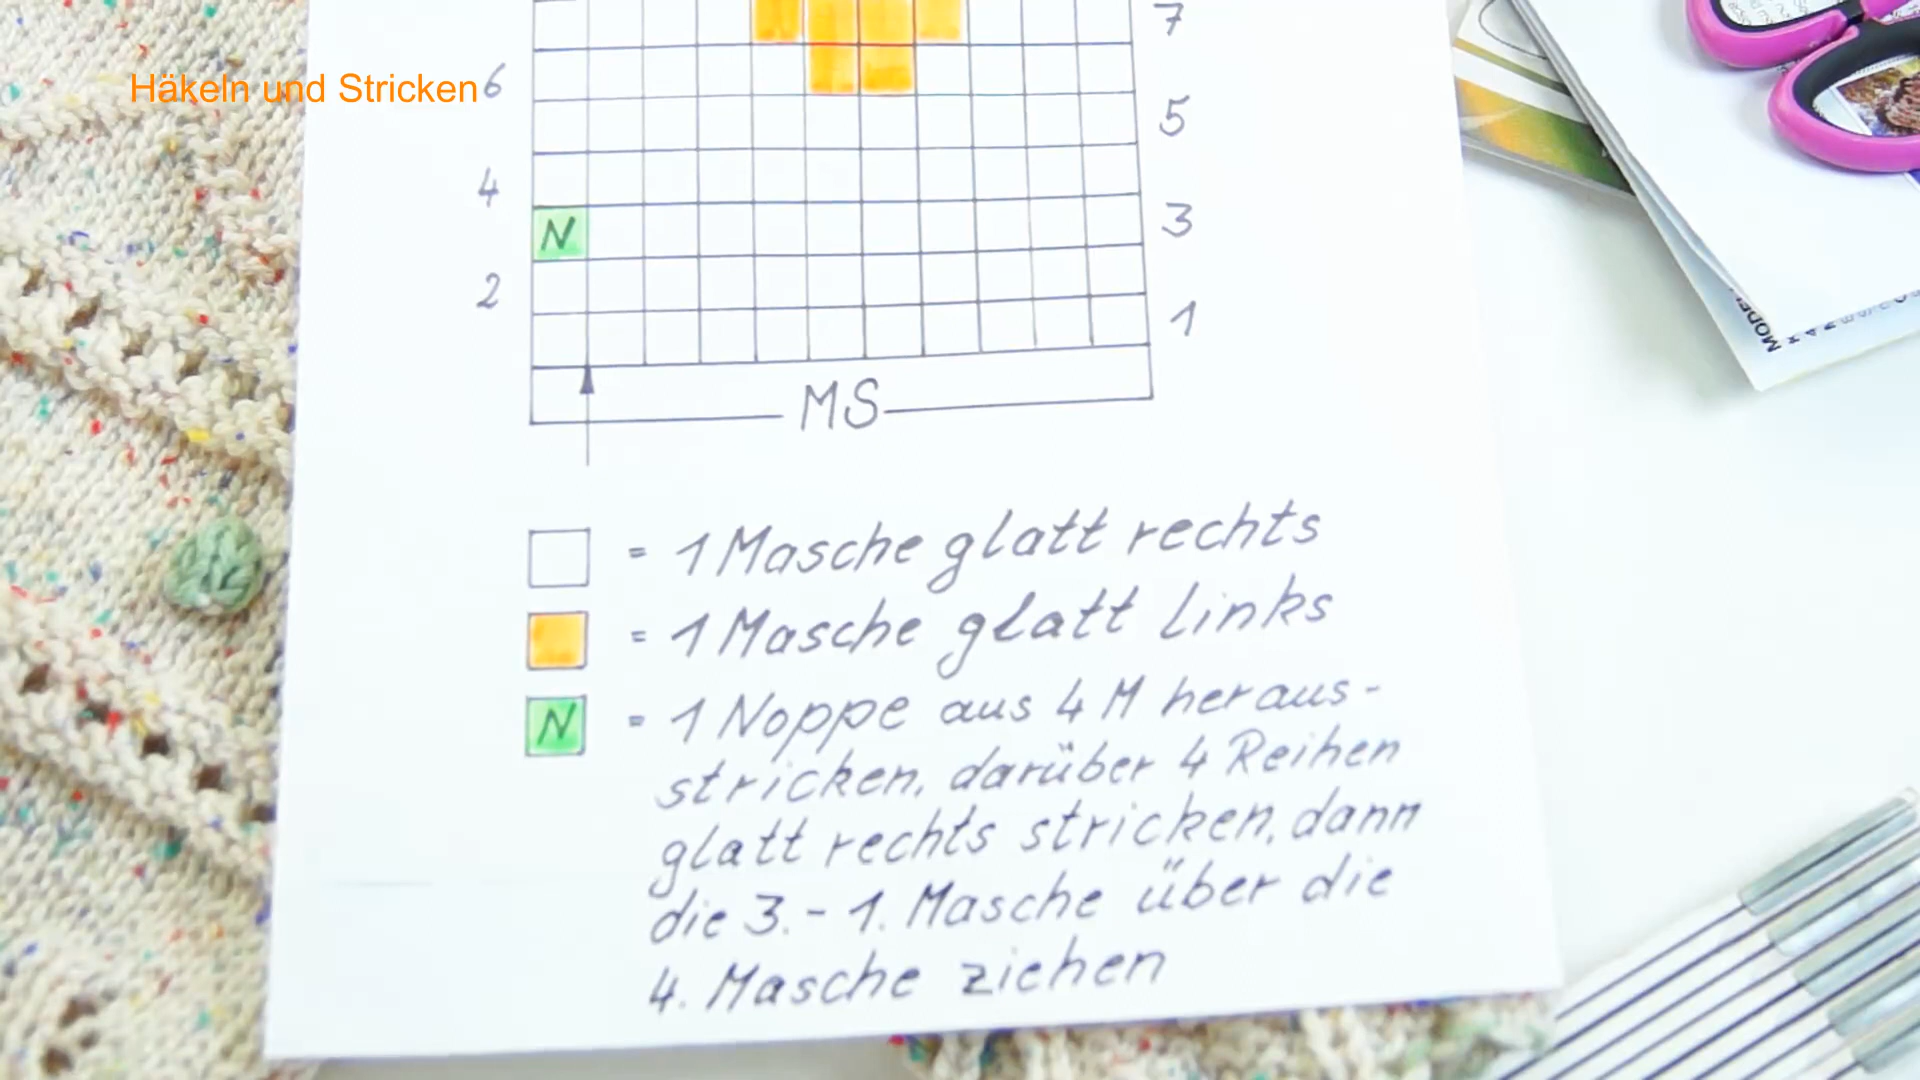 7
Häkeln und Stricken
6
5
4
3
N
2
1
MS
= 1 Masche glatt rechts
= 1 Masche glatt links
N = 1 Noppe aus 4 M heraus-
stricken, darüber 4 Reihen
glatt rechts stricken, dann
die 3.- 1. Masche über die
4. Masche ziehen